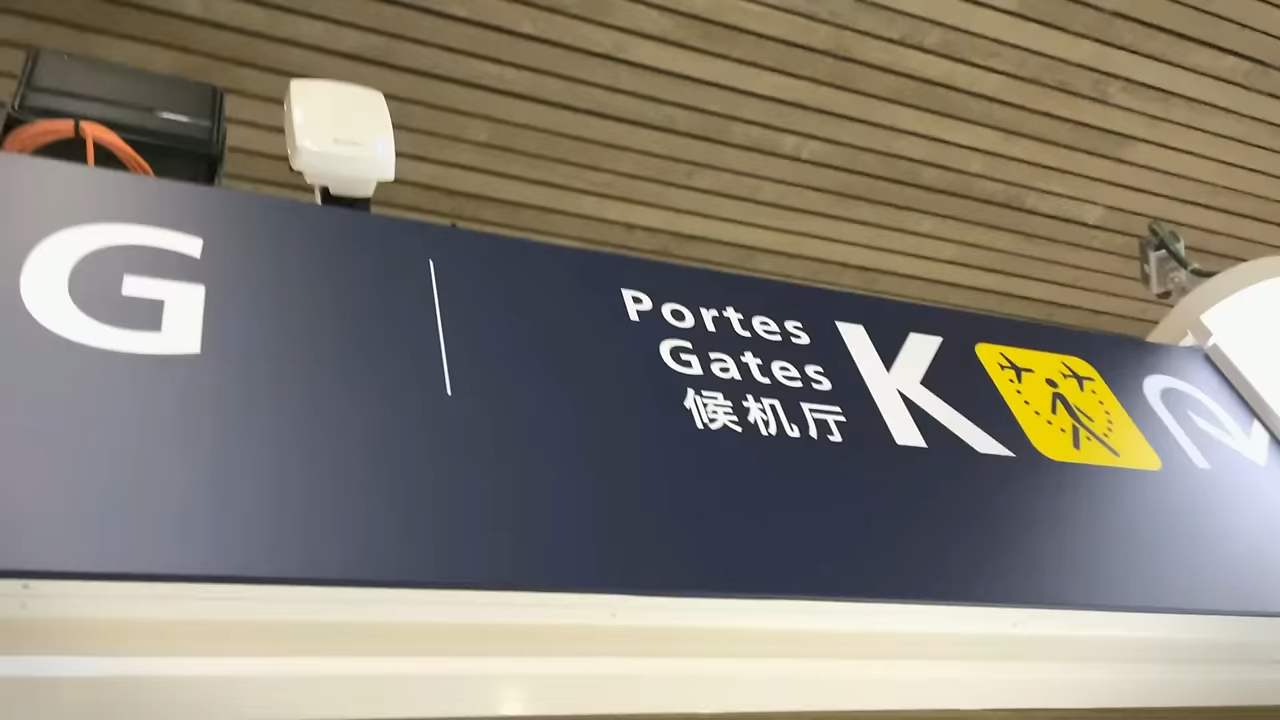 G
Portes
Gates
候机厅
K